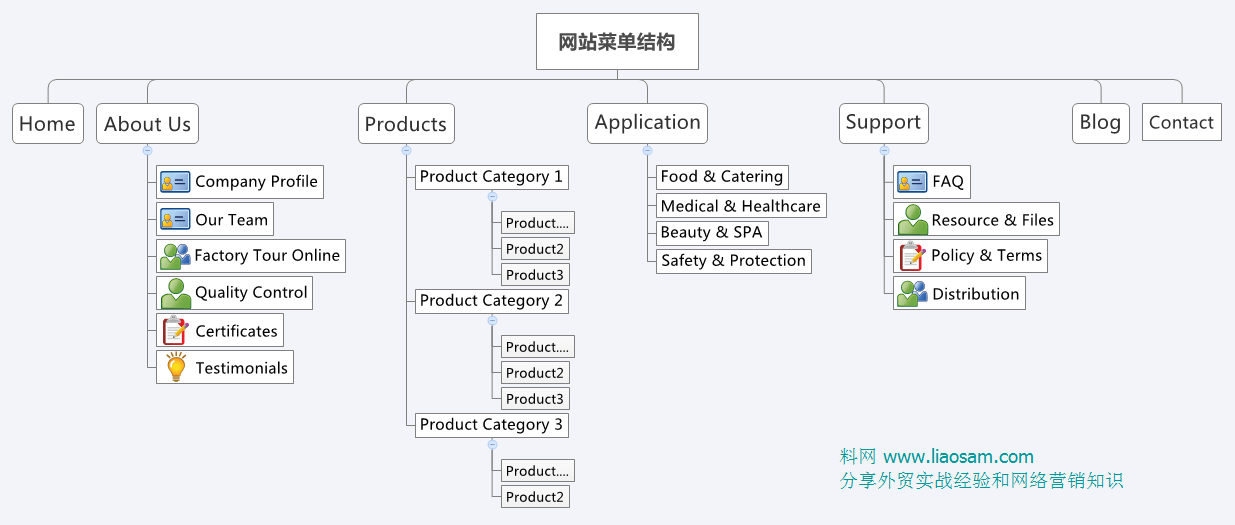 网站菜单结构
Home
About Us
Company Profile
Our Team
Factory Tour Online
Quality Control
Certificates
Testimonials
Products
Product Category 1
Product....
Product2
Product3
Product Category 2
Product....
Product2
Product3
Product Category 3
Product....
Product2
Application
Food & Catering
Medical & Healthcare
Beauty & SPA
Safety & Protection
Support
FAQ
Resource & Files
Policy & Terms
Distribution
Blog
Contact
料网 www.liaosam.com
分享外贸实战经验和网络营销知识